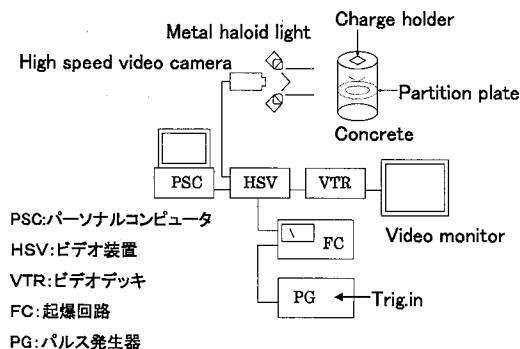 Charge holder
Metal haloid light
High speed video camera
Partition plate
Concrete
PSC
HSV
VTR
Video monitor
FC
PG
Trig.in
PSC:パーソナルコンピュータ
HSV:ビデオ装置
VTR:ビデオデッキ
FC:起爆回路
PG:パルス発生器